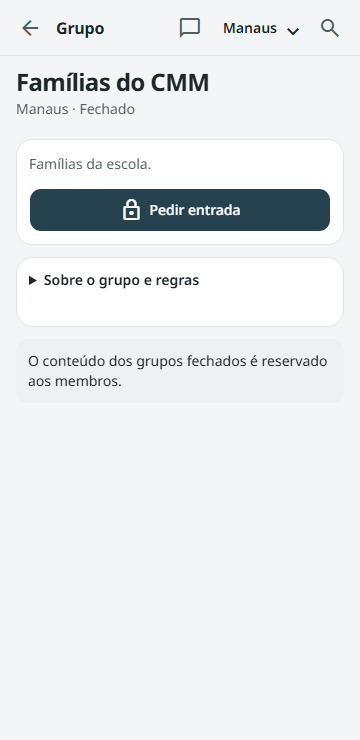 Grupo
Manaus
Famílias do CMM
Manaus · Fechado
Famílias da escola.
Pedir entrada
Sobre o grupo e regras
O conteúdo dos grupos fechados é reservado
aos membros.